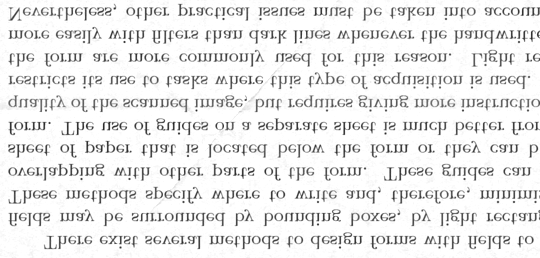 There exist several methods to design forms with fields to
fields may be surrounded by bounding boxes, by light rectang
These methods specify where to write and, therefore, minimis
overlapping with other parts of the form. These guides can
sheet of paper that is located below the form or they can b
form. The use of guides on a separate sheet is much better fro
quality of the scanned image, but requires giving more instructio
restricts its use to tasks where this type of acquisition is used.
the form are more commonly used for this reason. Light re
more easily with filters than dark lines whenever the handwritte
Nevertheless, other practical issues must be taken into accoun